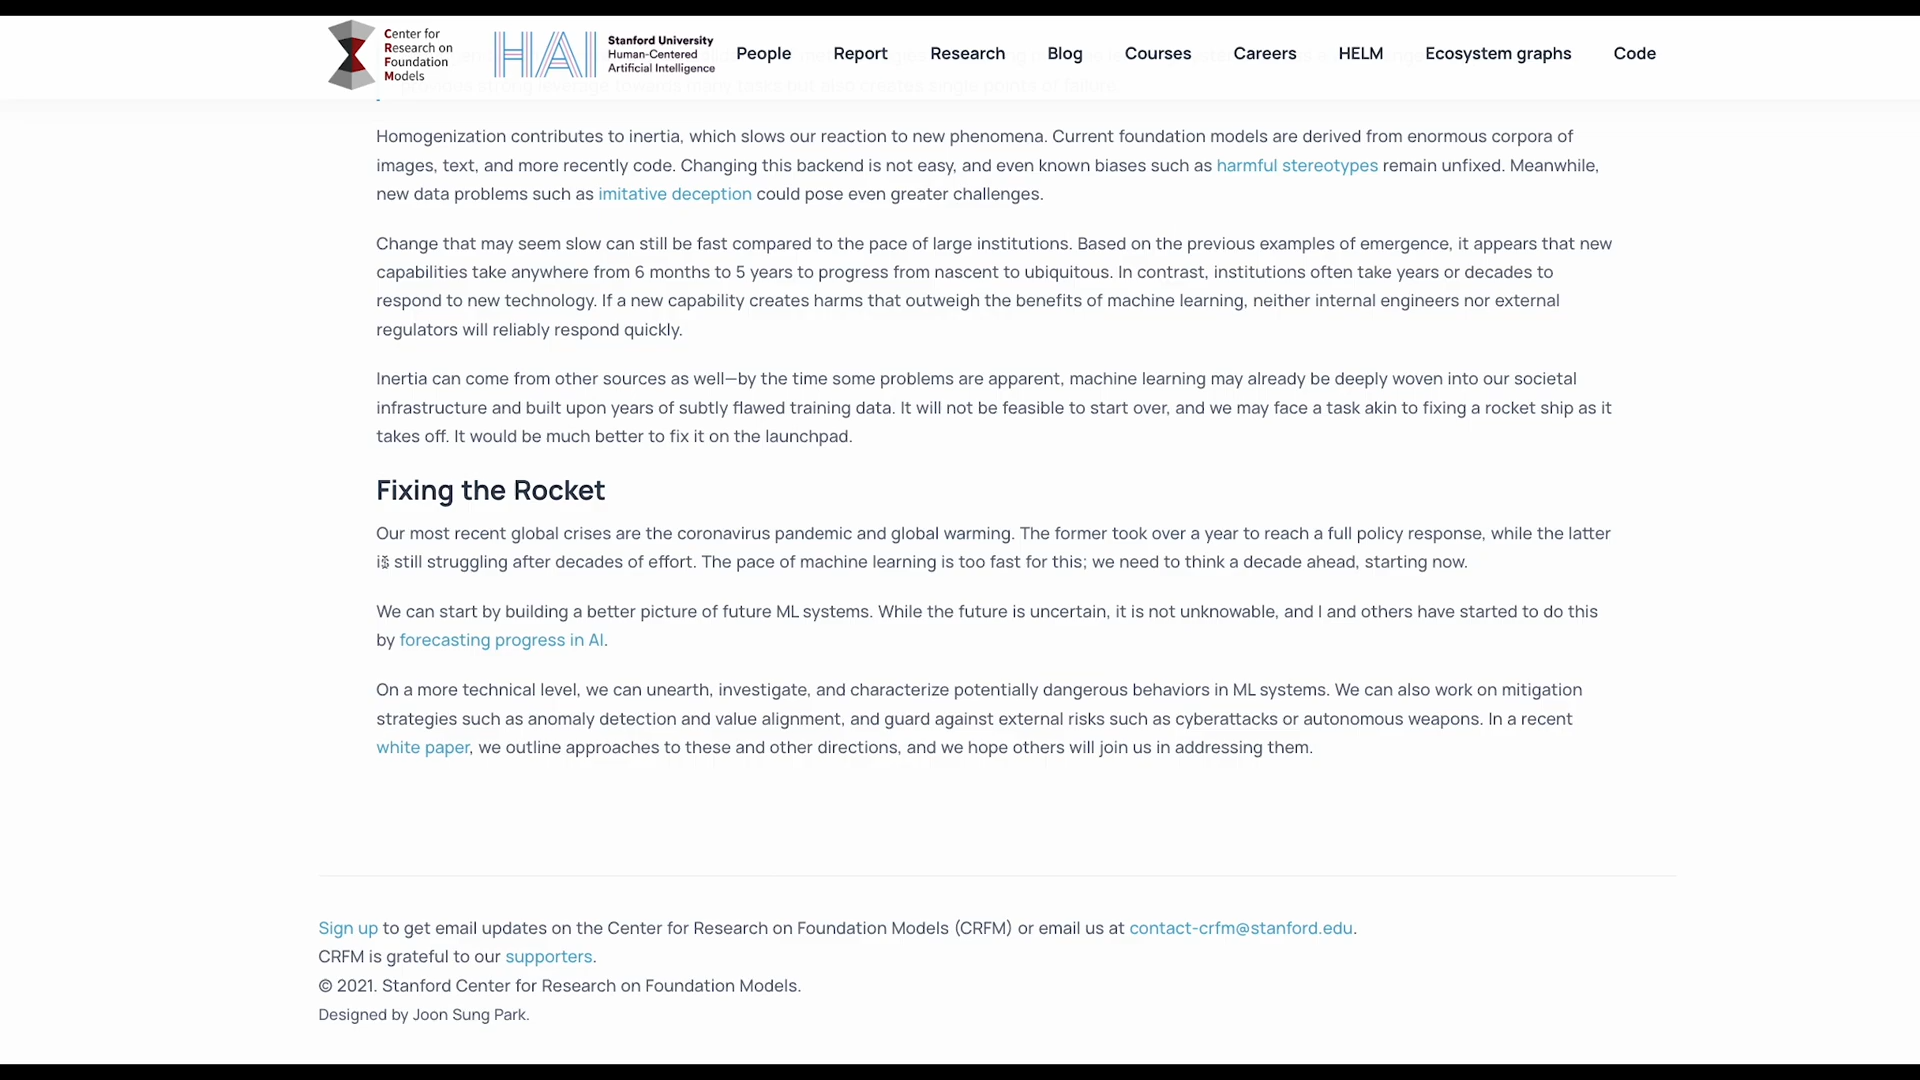 Center for
Research on
Foundation
Models
HAI
Stanford University
Human-Centered
Artificial Intelligence
People
Report
Research
Blog
Courses
Careers
HELM
Ecosystem graphs
Code
Homogenization contributes to inertia, which slows our reaction to new phenomena. Current foundation models are derived from enormous corpora of
images, text, and more recently code. Changing this backend is not easy, and even known biases such as harmful stereotypes remain unfixed. Meanwhile,
new data problems such as imitative deception could pose even greater challenges.
Change that may seem slow can still be fast compared to the pace of large institutions. Based on the previous examples of emergence, it appears that new
capabilities take anywhere from 6 months to 5 years to progress from nascent to ubiquitous. In contrast, institutions often take years or decades to
respond to new technology. If a new capability creates harms that outweigh the benefits of machine learning, neither internal engineers nor external
regulators will reliably respond quickly.
Inertia can come from other sources as well—by the time some problems are apparent, machine learning may already be deeply woven into our societal
infrastructure and built upon years of subtly flawed training data. It will not be feasible to start over, and we may face a task akin to fixing a rocket ship as it
takes off. It would be much better to fix it on the launchpad.
Fixing the Rocket
Our most recent global crises are the coronavirus pandemic and global warming. The former took over a year to reach a full policy response, while the latter
is still struggling after decades of effort. The pace of machine learning is too fast for this; we need to think a decade ahead, starting now.
We can start by building a better picture of future ML systems. While the future is uncertain, it is not unknowable, and I and others have started to do this
by forecasting progress in AI.
On a more technical level, we can unearth, investigate, and characterize potentially dangerous behaviors in ML systems. We can also work on mitigation
strategies such as anomaly detection and value alignment, and guard against external risks such as cyberattacks or autonomous weapons. In a recent
white paper, we outline approaches to these and other directions, and we hope others will join us in addressing them.
Sign up to get email updates on the Center for Research on Foundation Models (CRFM) or email us at contact-crfm@stanford.edu.
CRFM is grateful to our supporters.
© 2021. Stanford Center for Research on Foundation Models.
Designed by Joon Sung Park.